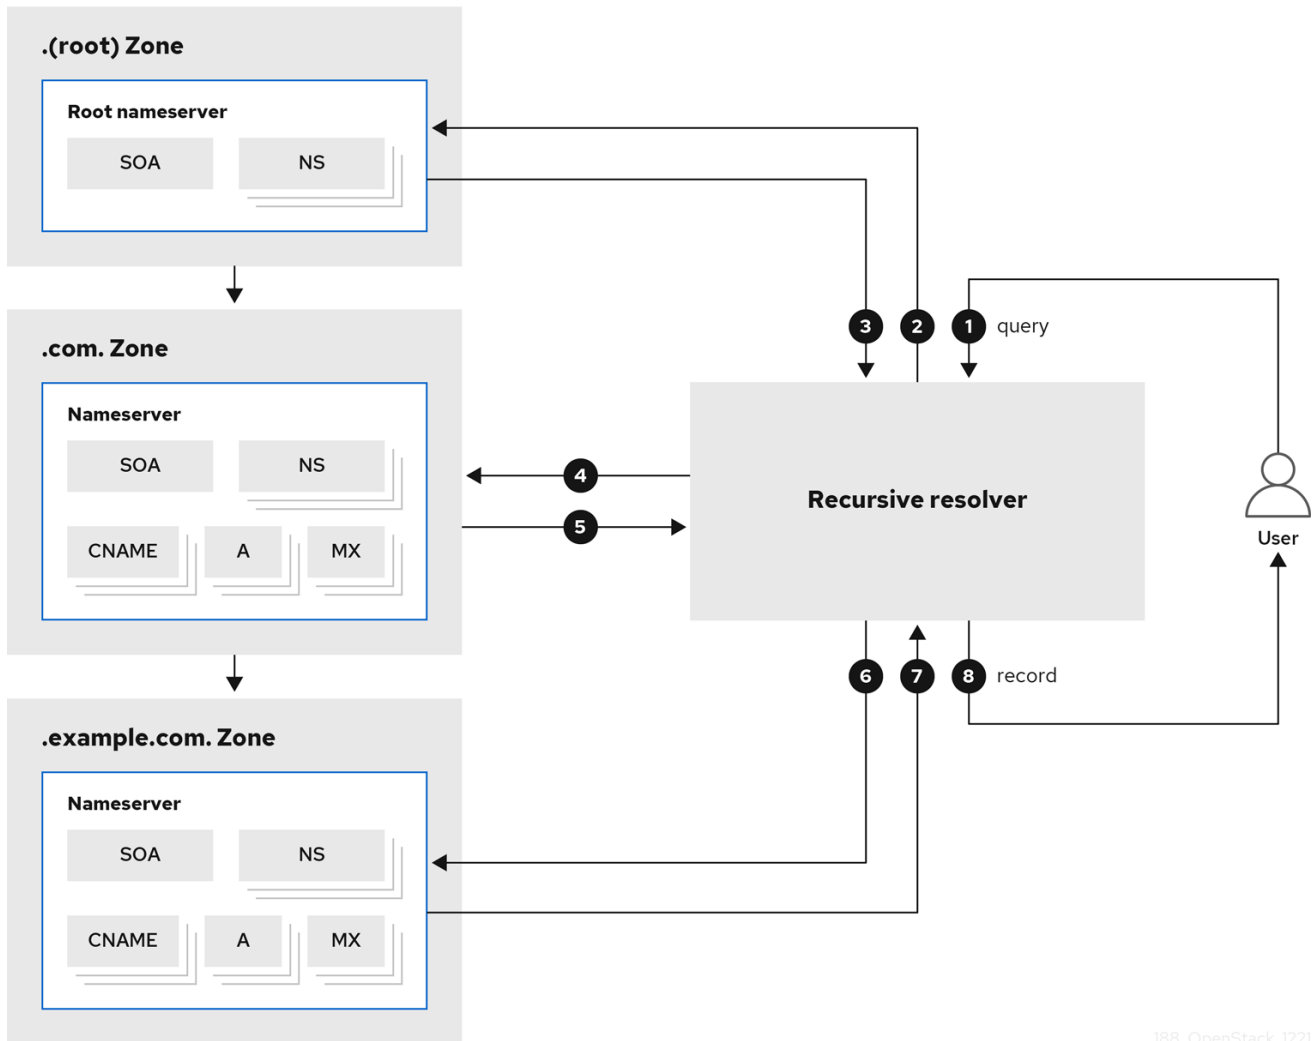 .(root) Zone
Root nameserver
SOA
NS
3
2
1
query
.com. Zone
Nameserver
SOA
NS
CNAME
A
MX
4
5
Recursive resolver
User
6
7
8
record
.example.com. Zone
Nameserver
SOA
NS
CNAME
A
MX
188_OpenStack_1221